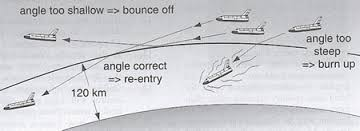 angle too shallow => bounce off
angle too
steep
=> burn up
angle correct
=> re-entry
120 km